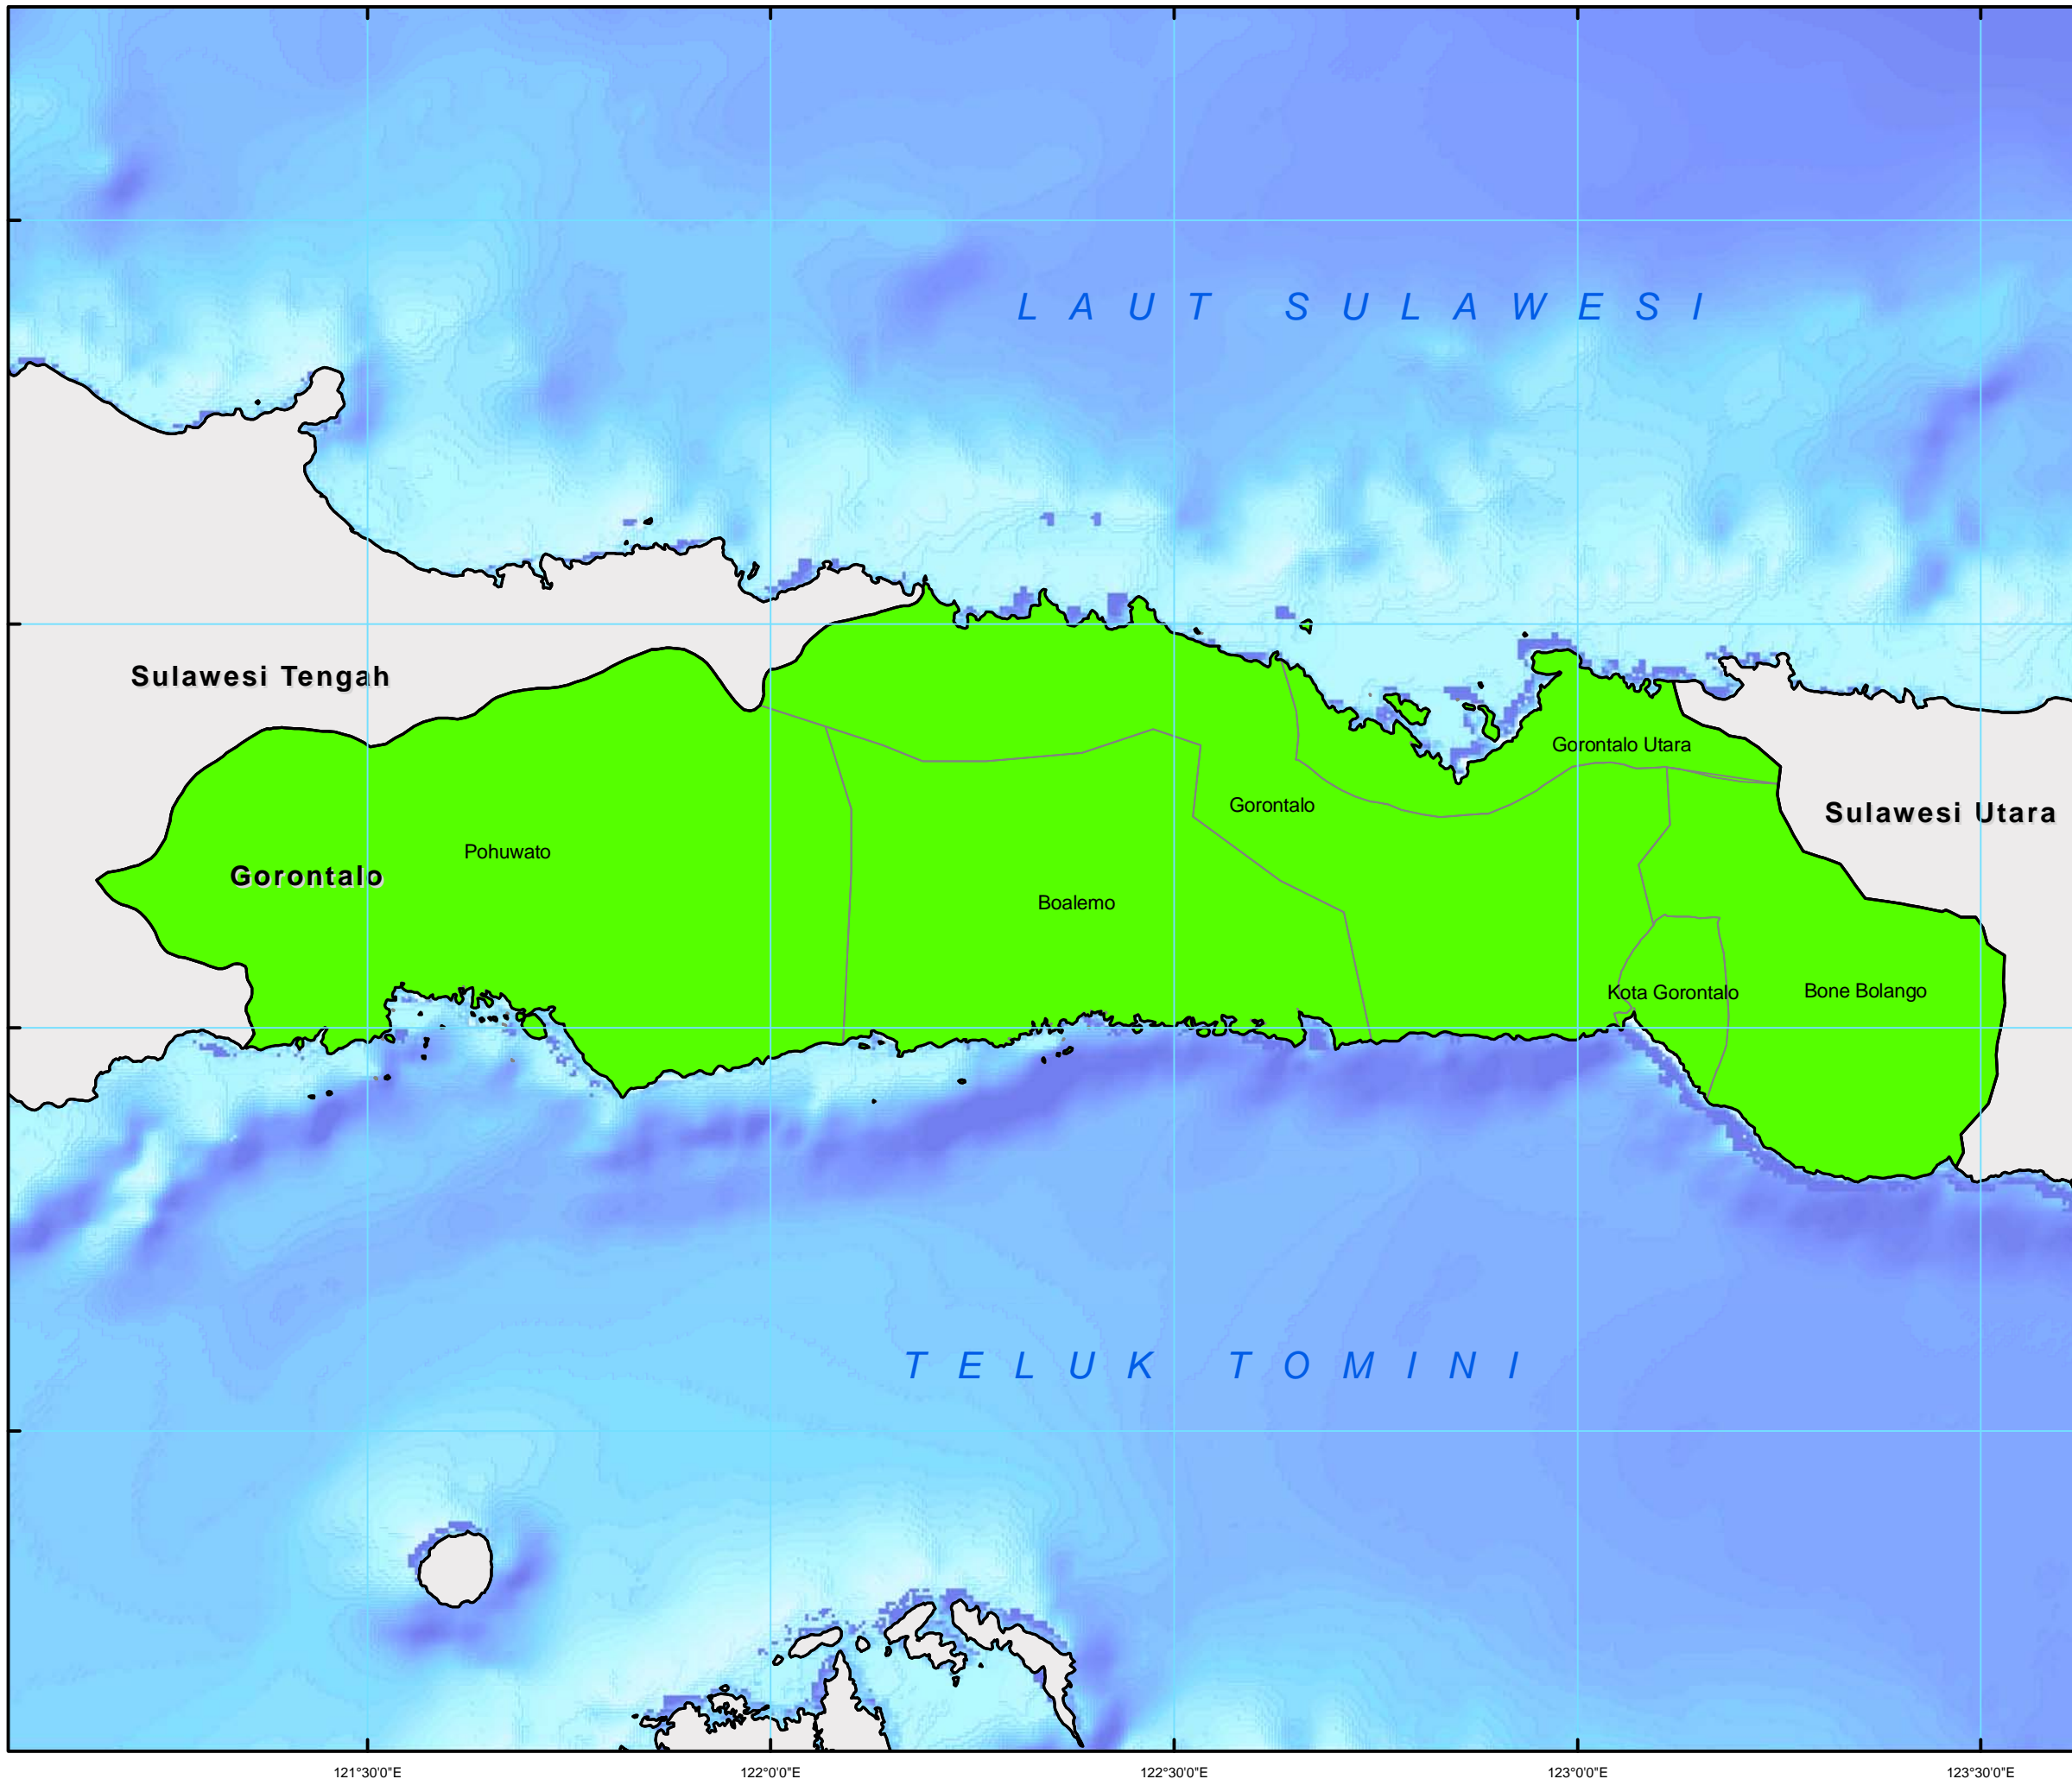 LAUT SULAWESI
Sulawesi Tengah
Gorontalo Utara
Gorontalo
Sulawesi Utara
Pohuwato
Gorontalo
Boalemo
Kota Gorontalo
Bone Bolango
TELUK TOMINI
121°30'0"E
122°0'0"E
122°30'0"E
123°0'0"E
123°30'0"E